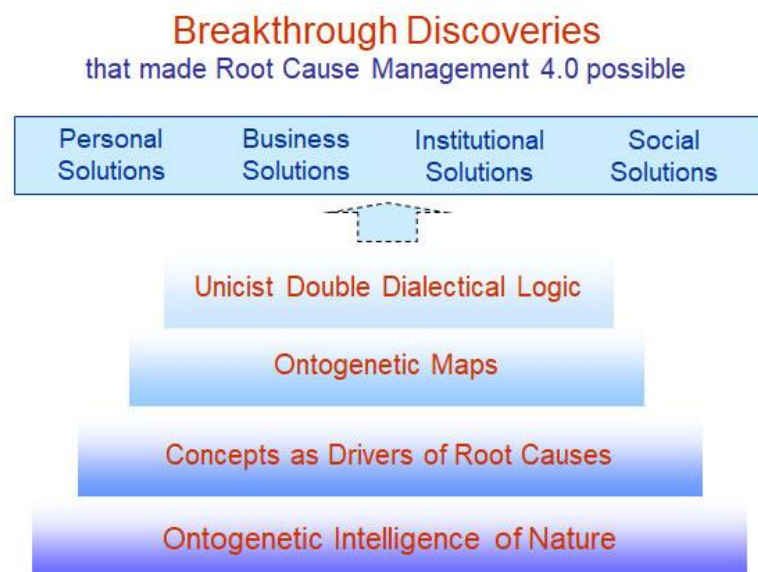 Breakthrough Discoveries
that made Root Cause Management 4.0 possible
Personal Solutions
Business Solutions
Institutional Solutions
Social Solutions
Unicist Double Dialectical Logic
Ontogenetic Maps
Concepts as Drivers of Root Causes
Ontogenetic Intelligence of Nature